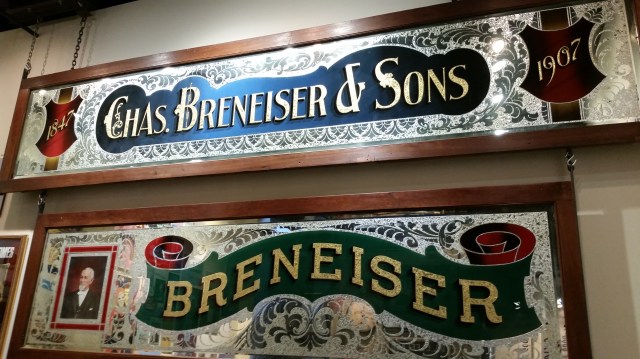 1847 CHAS. BRENEISER & SONS 1907
BRENEISER